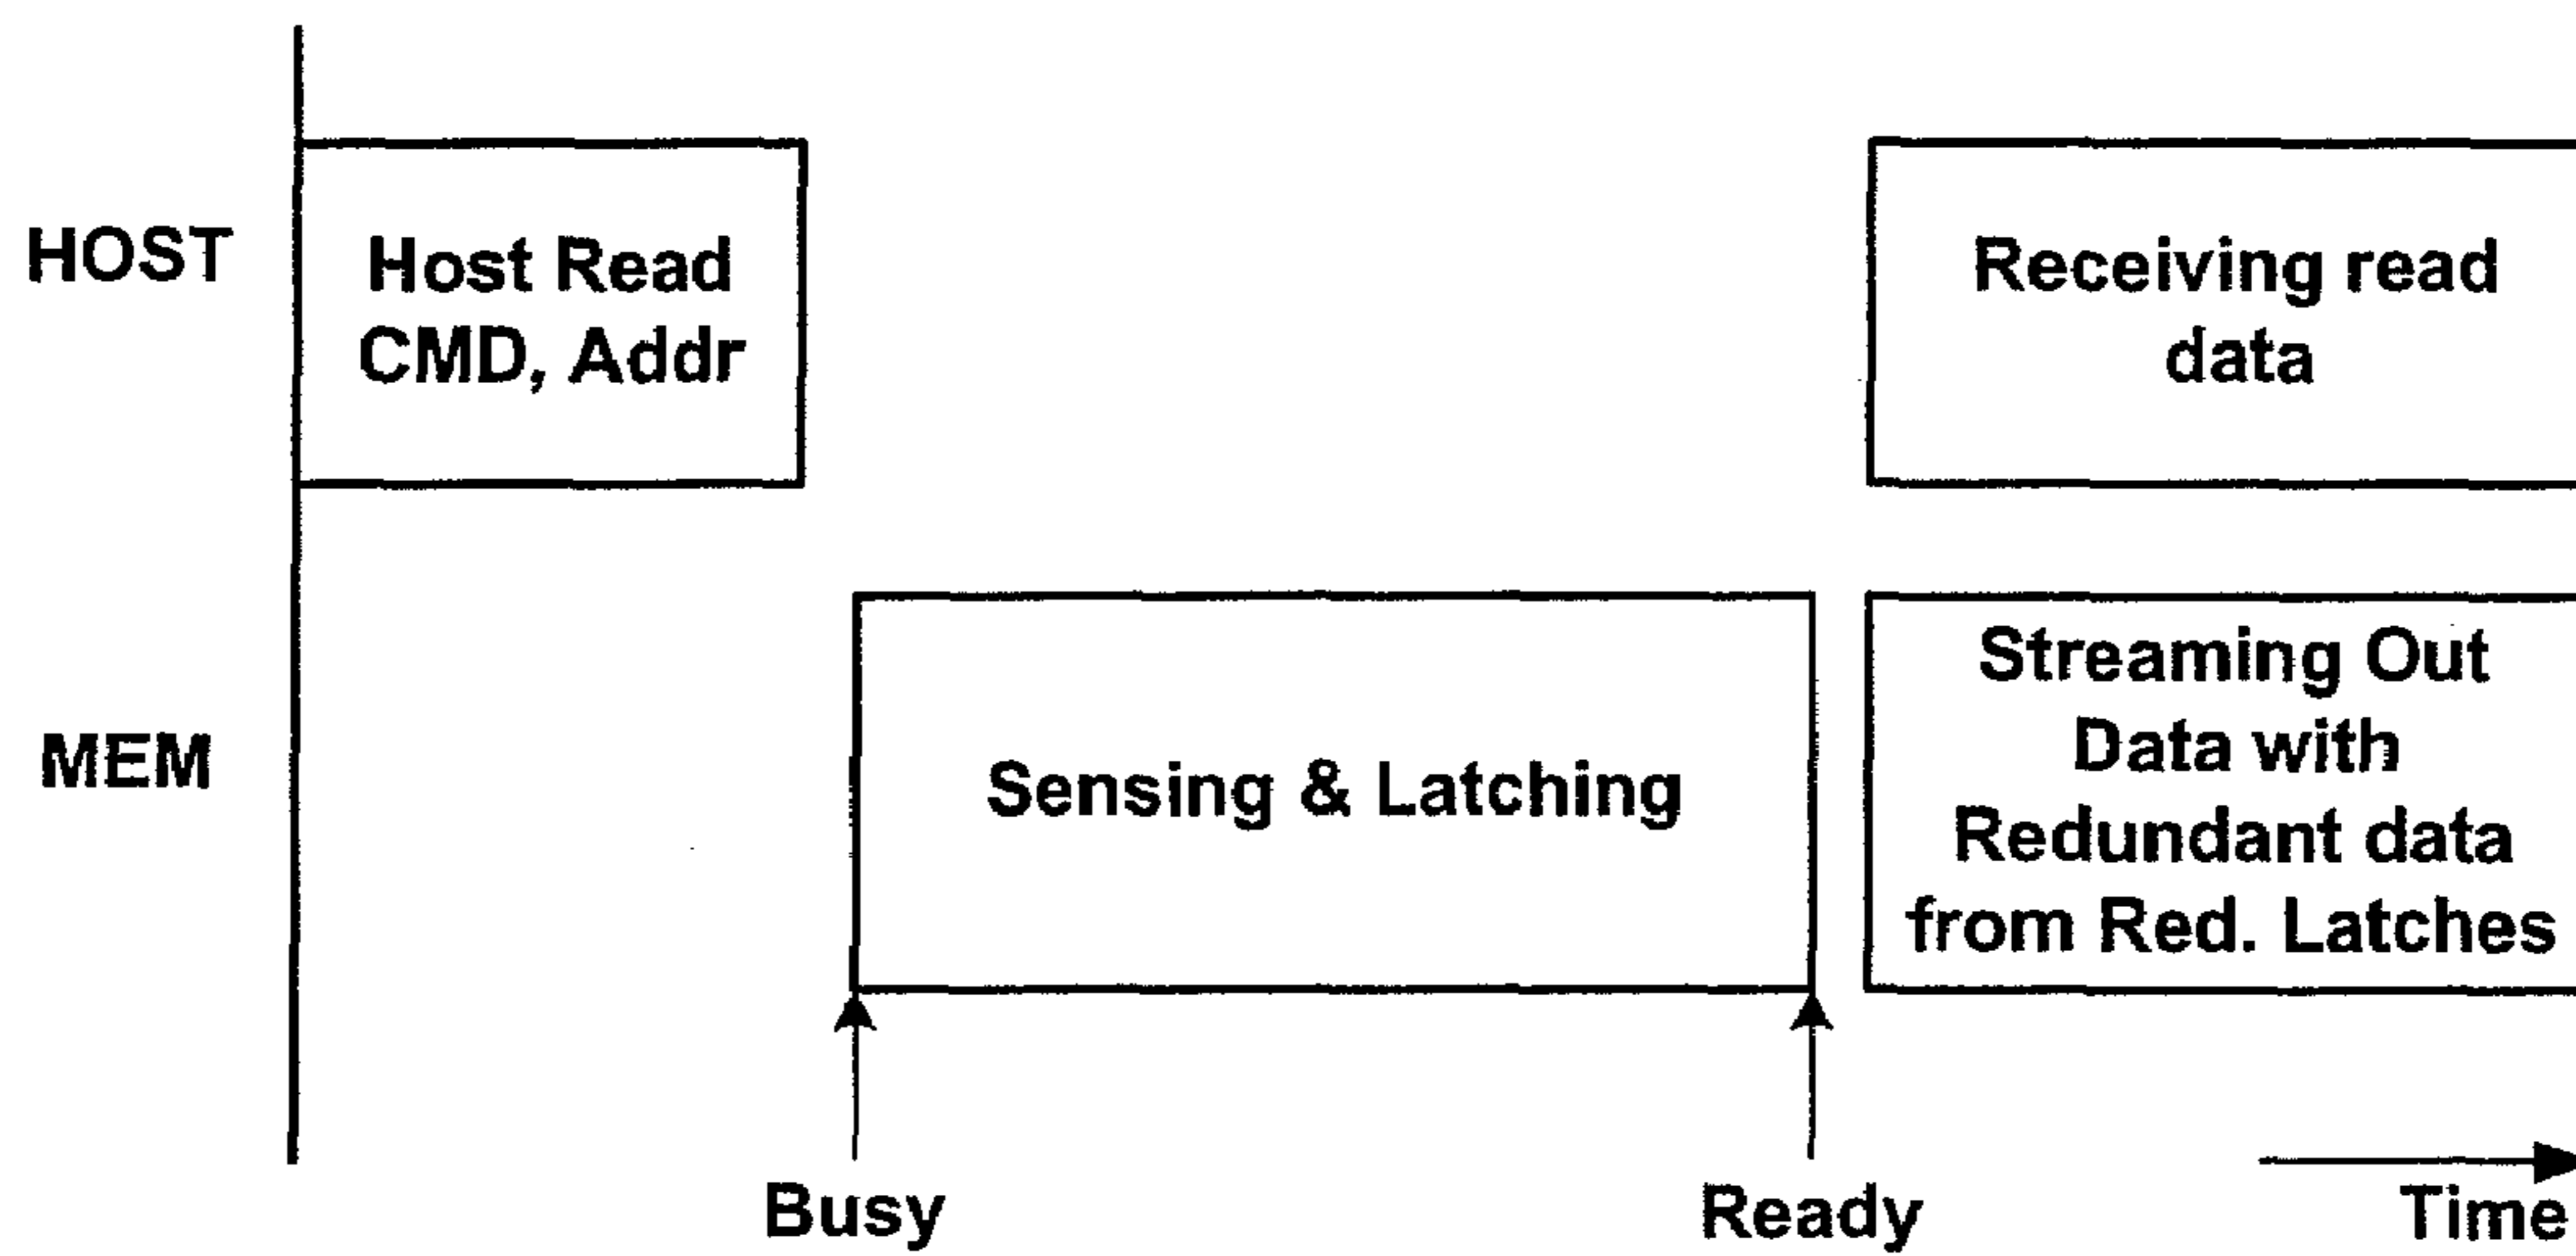 HOST
Host Read
CMD, Addr
Receiving read
data
MEM
Sensing & Latching
Streaming Out
Data with
Redundant data
from Red. Latches
Busy
Ready
Time